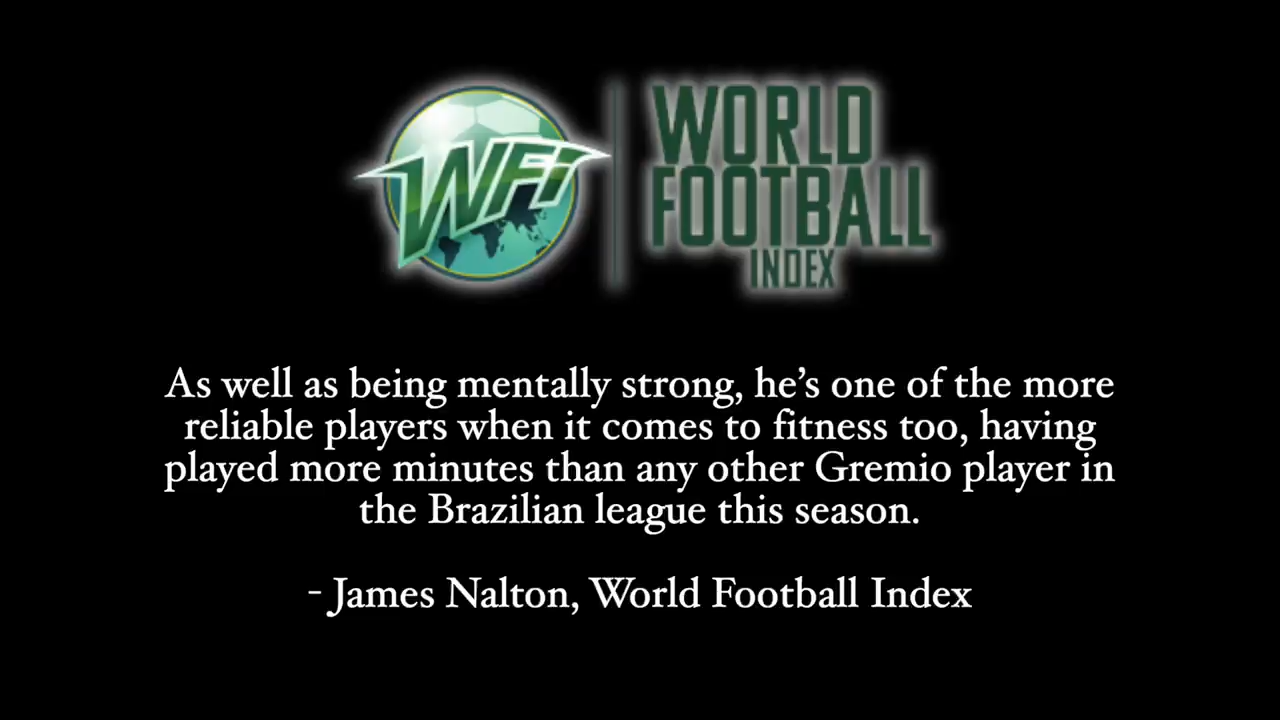 WFi
WORLD
FOOTBALL
INDEX
As well as being mentally strong, he’s one of the more
reliable players when it comes to fitness too, having
played more minutes than any other Gremio player in
the Brazilian league this season.
- James Nalton, World Football Index